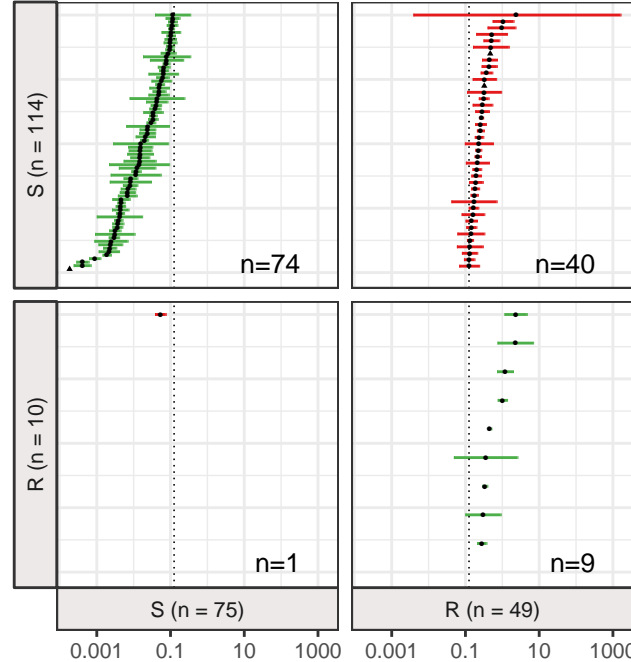 S (n = 114)
n=74
n=40
R (n = 10)
n=1
n=9
S (n = 75)
R (n = 49)
0.001 0.1 10 1000 0.001 0.1 10 1000